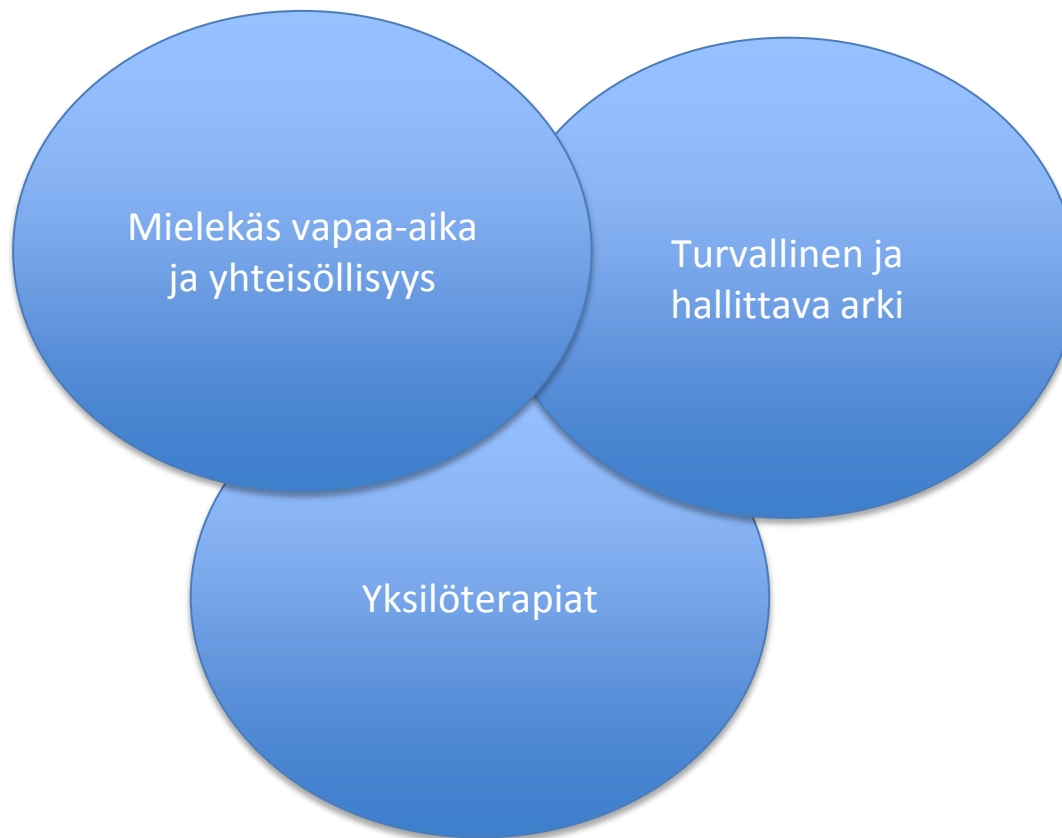 Mielekäs vapaa-aika
ja yhteisöllisyys
Turvallinen ja
hallittava arki
Yksilöterapiat